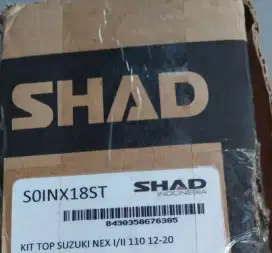 SHAD
S0INX18ST
SHAD
INDONESIA
8430358676305
KIT TOP SUZUKI NEX I/II 110 12-20